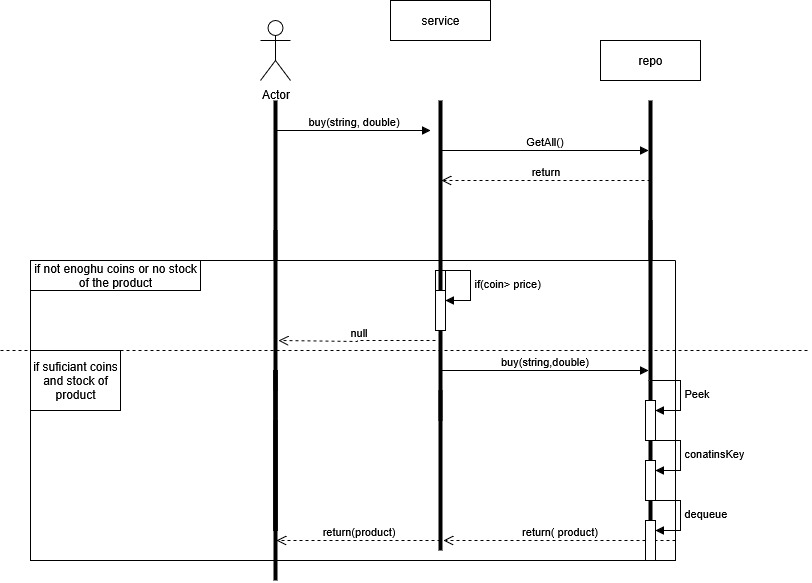 service
repo
Actor
buy(string, double)
GetAll()
return
if not enoghu coins or no stock
of the product
if(coin> price)
null
if suficiant coins
and stock of
product
buy(string,double)
Peek
conatinsKey
dequeue
return(product)
return( product)